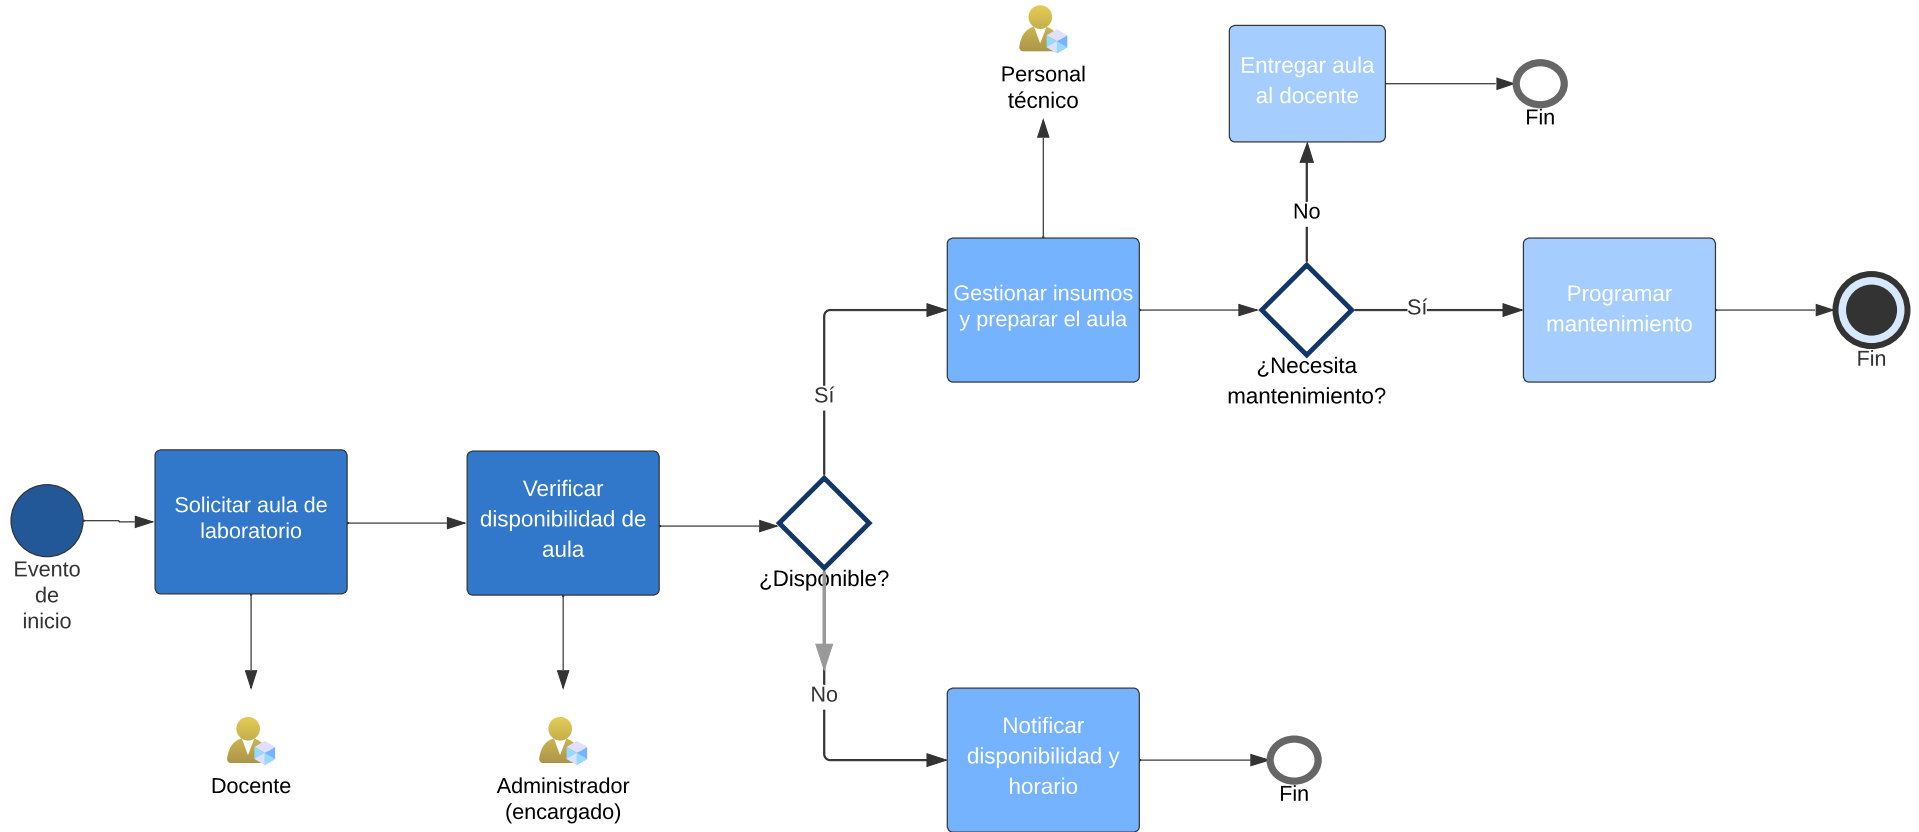 Personal
técnico
Entregar aula
al docente
Fin
No
Gestionar insumos
y preparar el aula
Sí
Programar
mantenimiento
¿Necesita
mantenimiento?
Fin
Sí
Solicitar aula de
laboratorio
Verificar
disponibilidad de
aula
¿Disponible?
Evento
de
inicio
No
Notificar
disponibilidad y
horario
Docente
Administrador
(encargado)
Fin